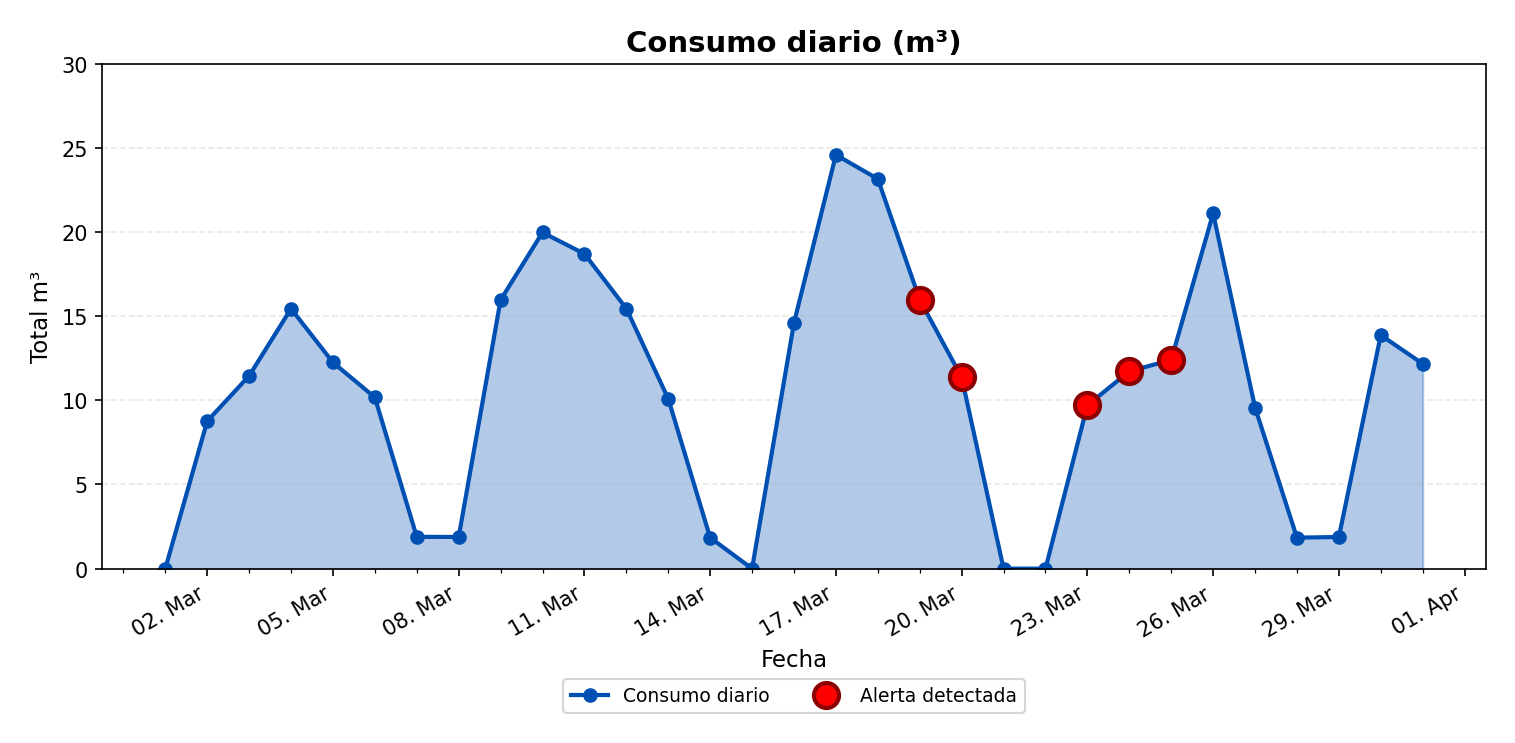 Consumo diario (m³)
30
25
20
15
10
5
0
Total m³
02. Mar
05. Mar
08. Mar
11. Mar
14. Mar
17. Mar
20. Mar
23. Mar
26. Mar
29. Mar
01. Apr
Fecha
Consumo diario
Alerta detectada